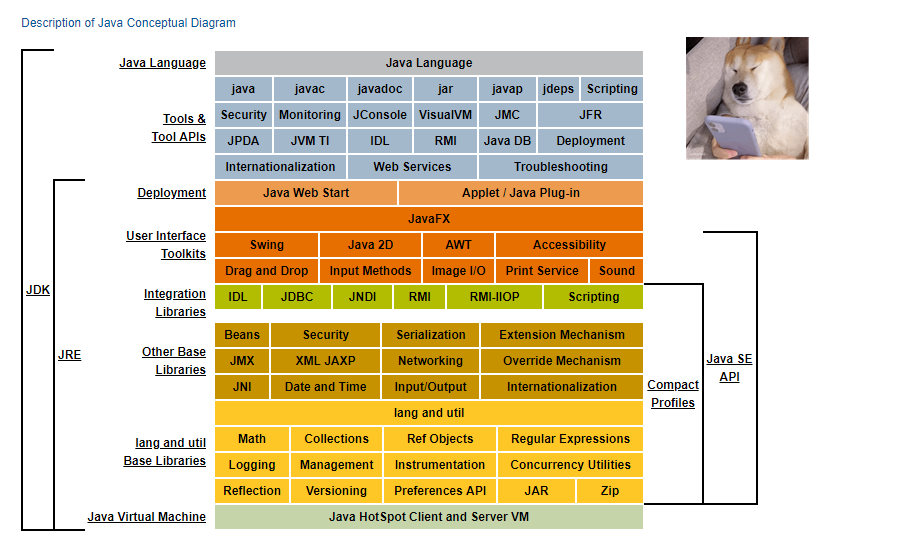 Description of Java Conceptual Diagram
Java Language Java Language
java javac javadoc jar javap jdeps Scripting
Tools &
Tool APIs
Security Monitoring JConsole VisualVM JMC JFR
JPDA JVM TI IDL RMI Java DB Deployment
Internationalization Web Services Troubleshooting
Deployment Java Web Start Applet / Java Plug-in
JavaFX
User Interface
Toolkits
Swing Java 2D AWT Accessibility
Drag and Drop Input Methods Image I/O Print Service Sound
JDK
Integration
Libraries
IDL JDBC JNDI RMI RMI-IIOP Scripting
JRE
Other Base
Libraries
Beans Security Serialization Extension Mechanism
JMX XML JAXP Networking Override Mechanism
JNI Date and Time Input/Output Internationalization
Java SE
API
Compact
Profiles
lang and util
lang and util
Base Libraries
Math Collections Ref Objects Regular Expressions
Logging Management Instrumentation Concurrency Utilities
Reflection Versioning Preferences API JAR Zip
Java Virtual Machine Java HotSpot Client and Server VM